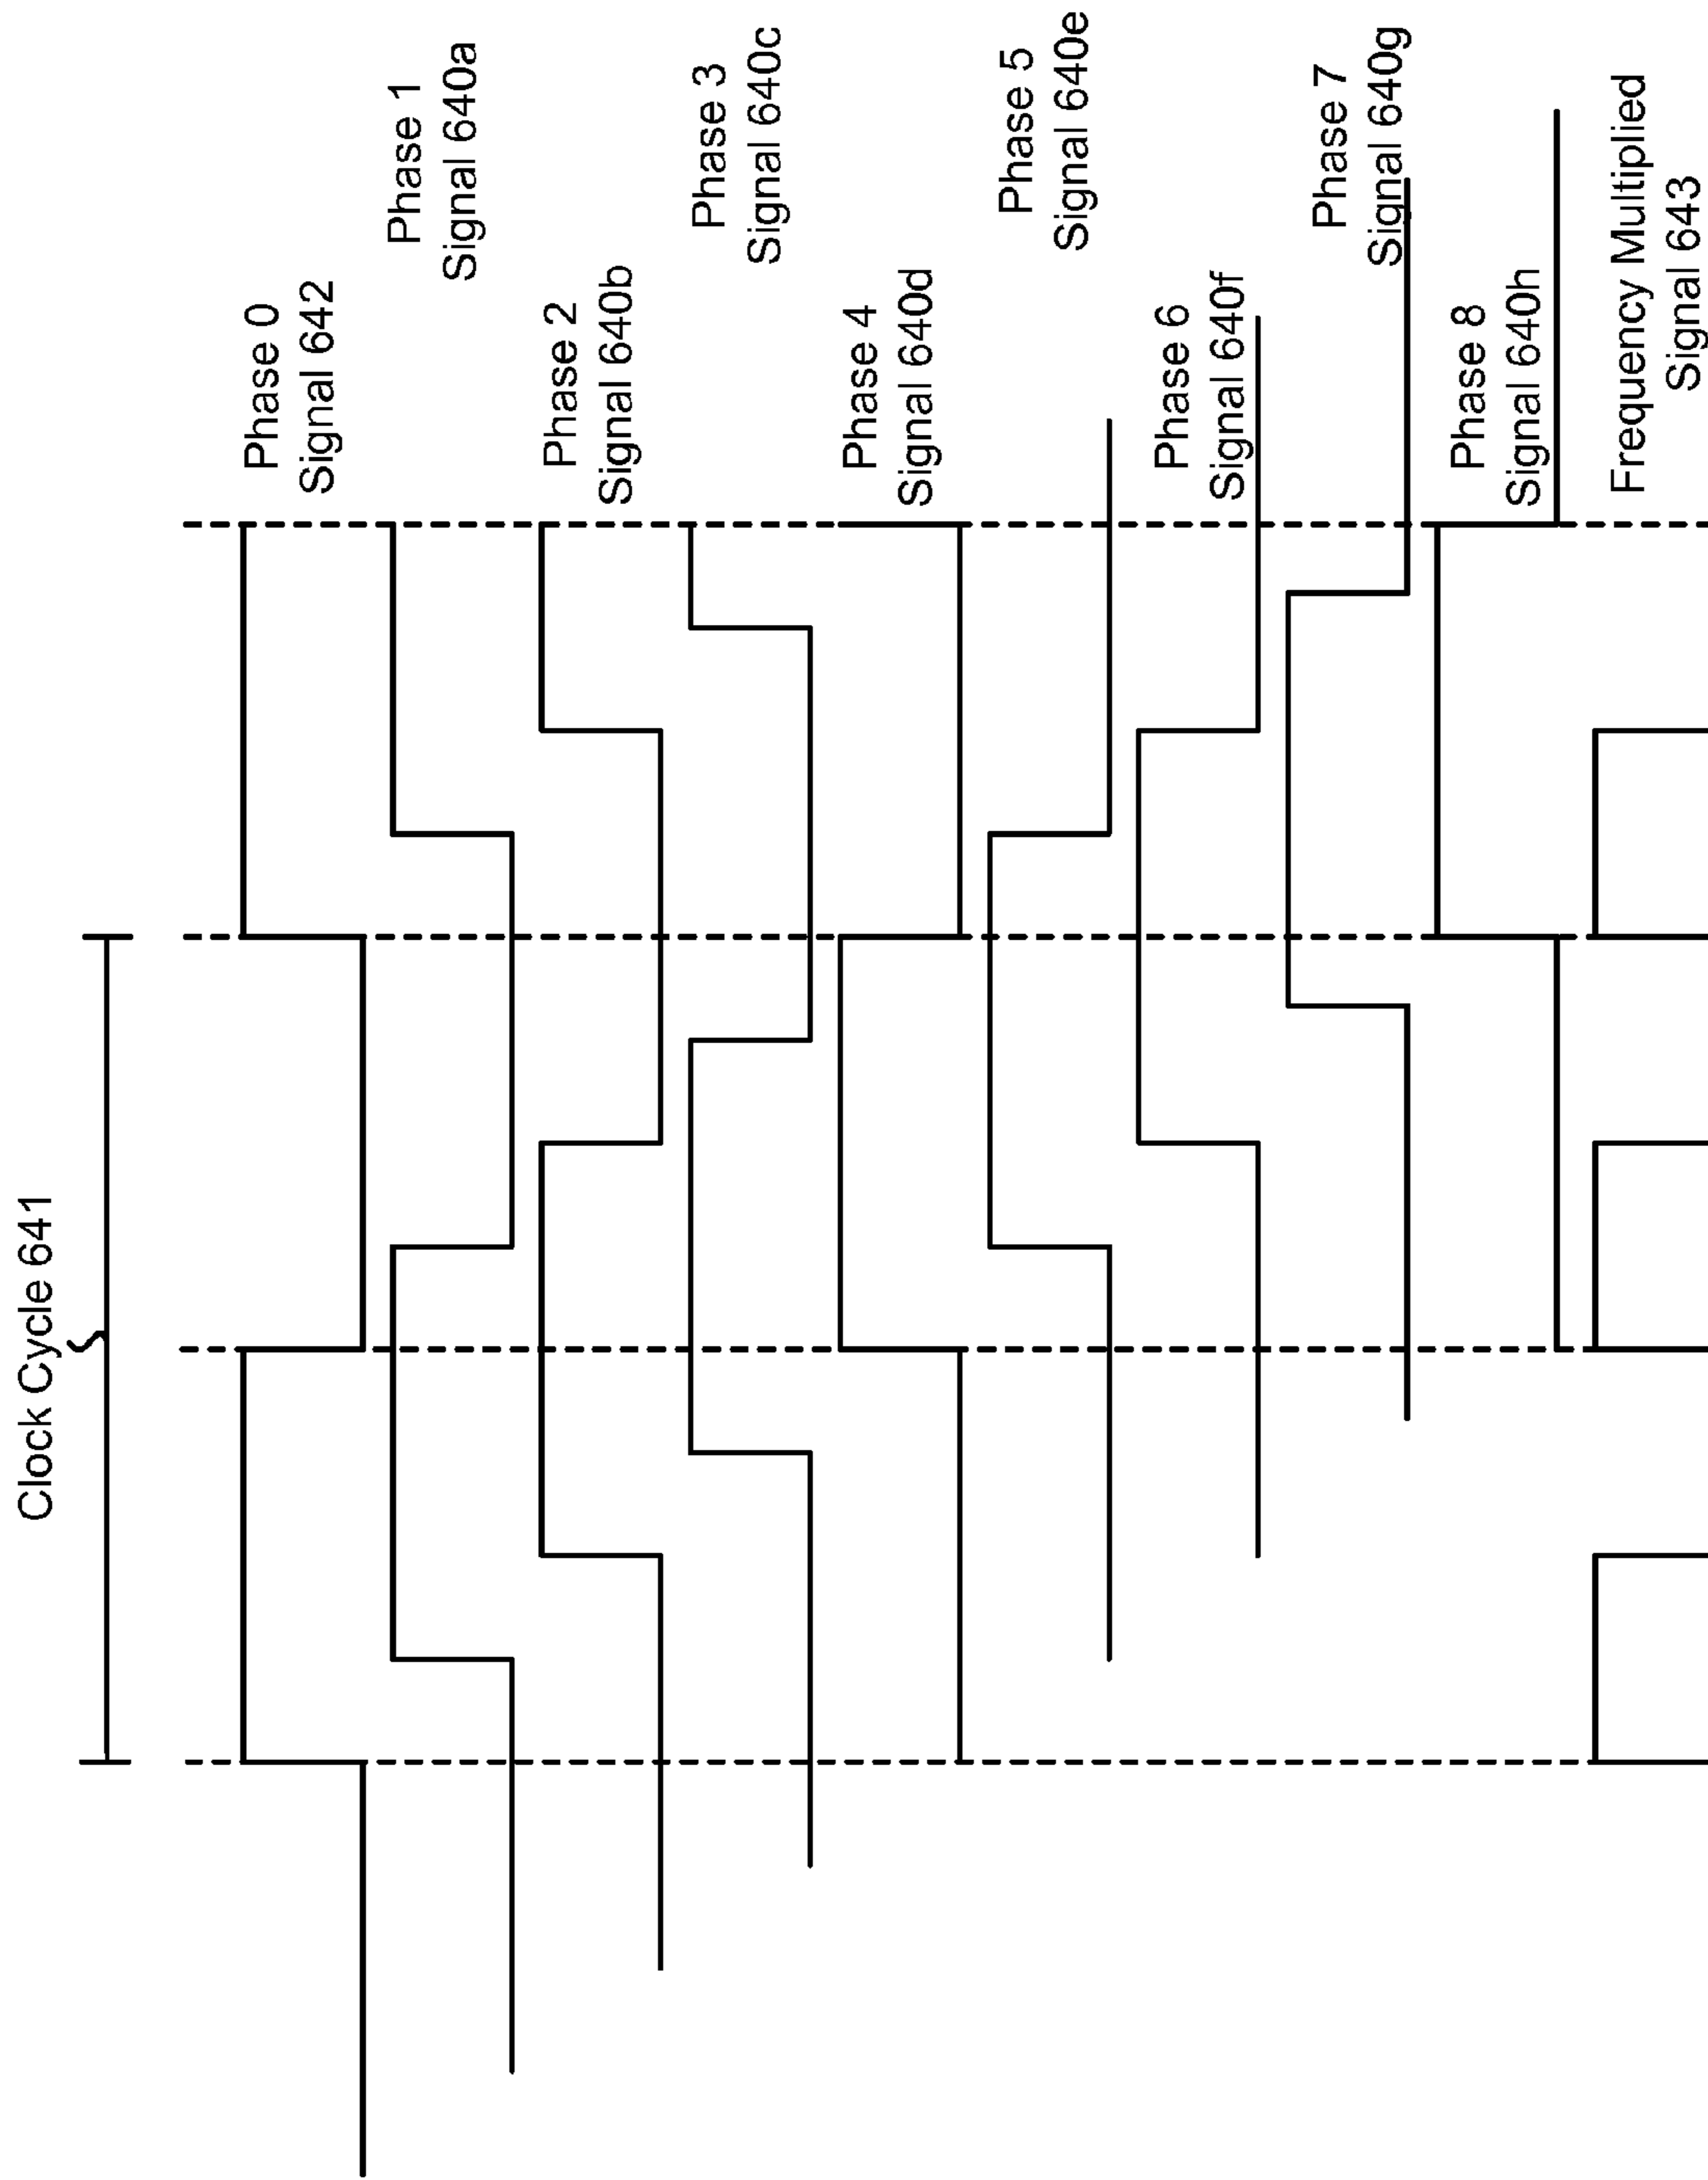 Clock Cycle 641
Phase 0
Signal 642
Phase 1
Signal 640a
Phase 2
Signal 640b
Phase 3
Signal 640c
Phase 4
Signal 640d
Phase 5
Signal 640e
Phase 6
Signal 640f
Phase 7
Signal 640g
Phase 8
Signal 640h
Frequency Multiplied
Signal 643